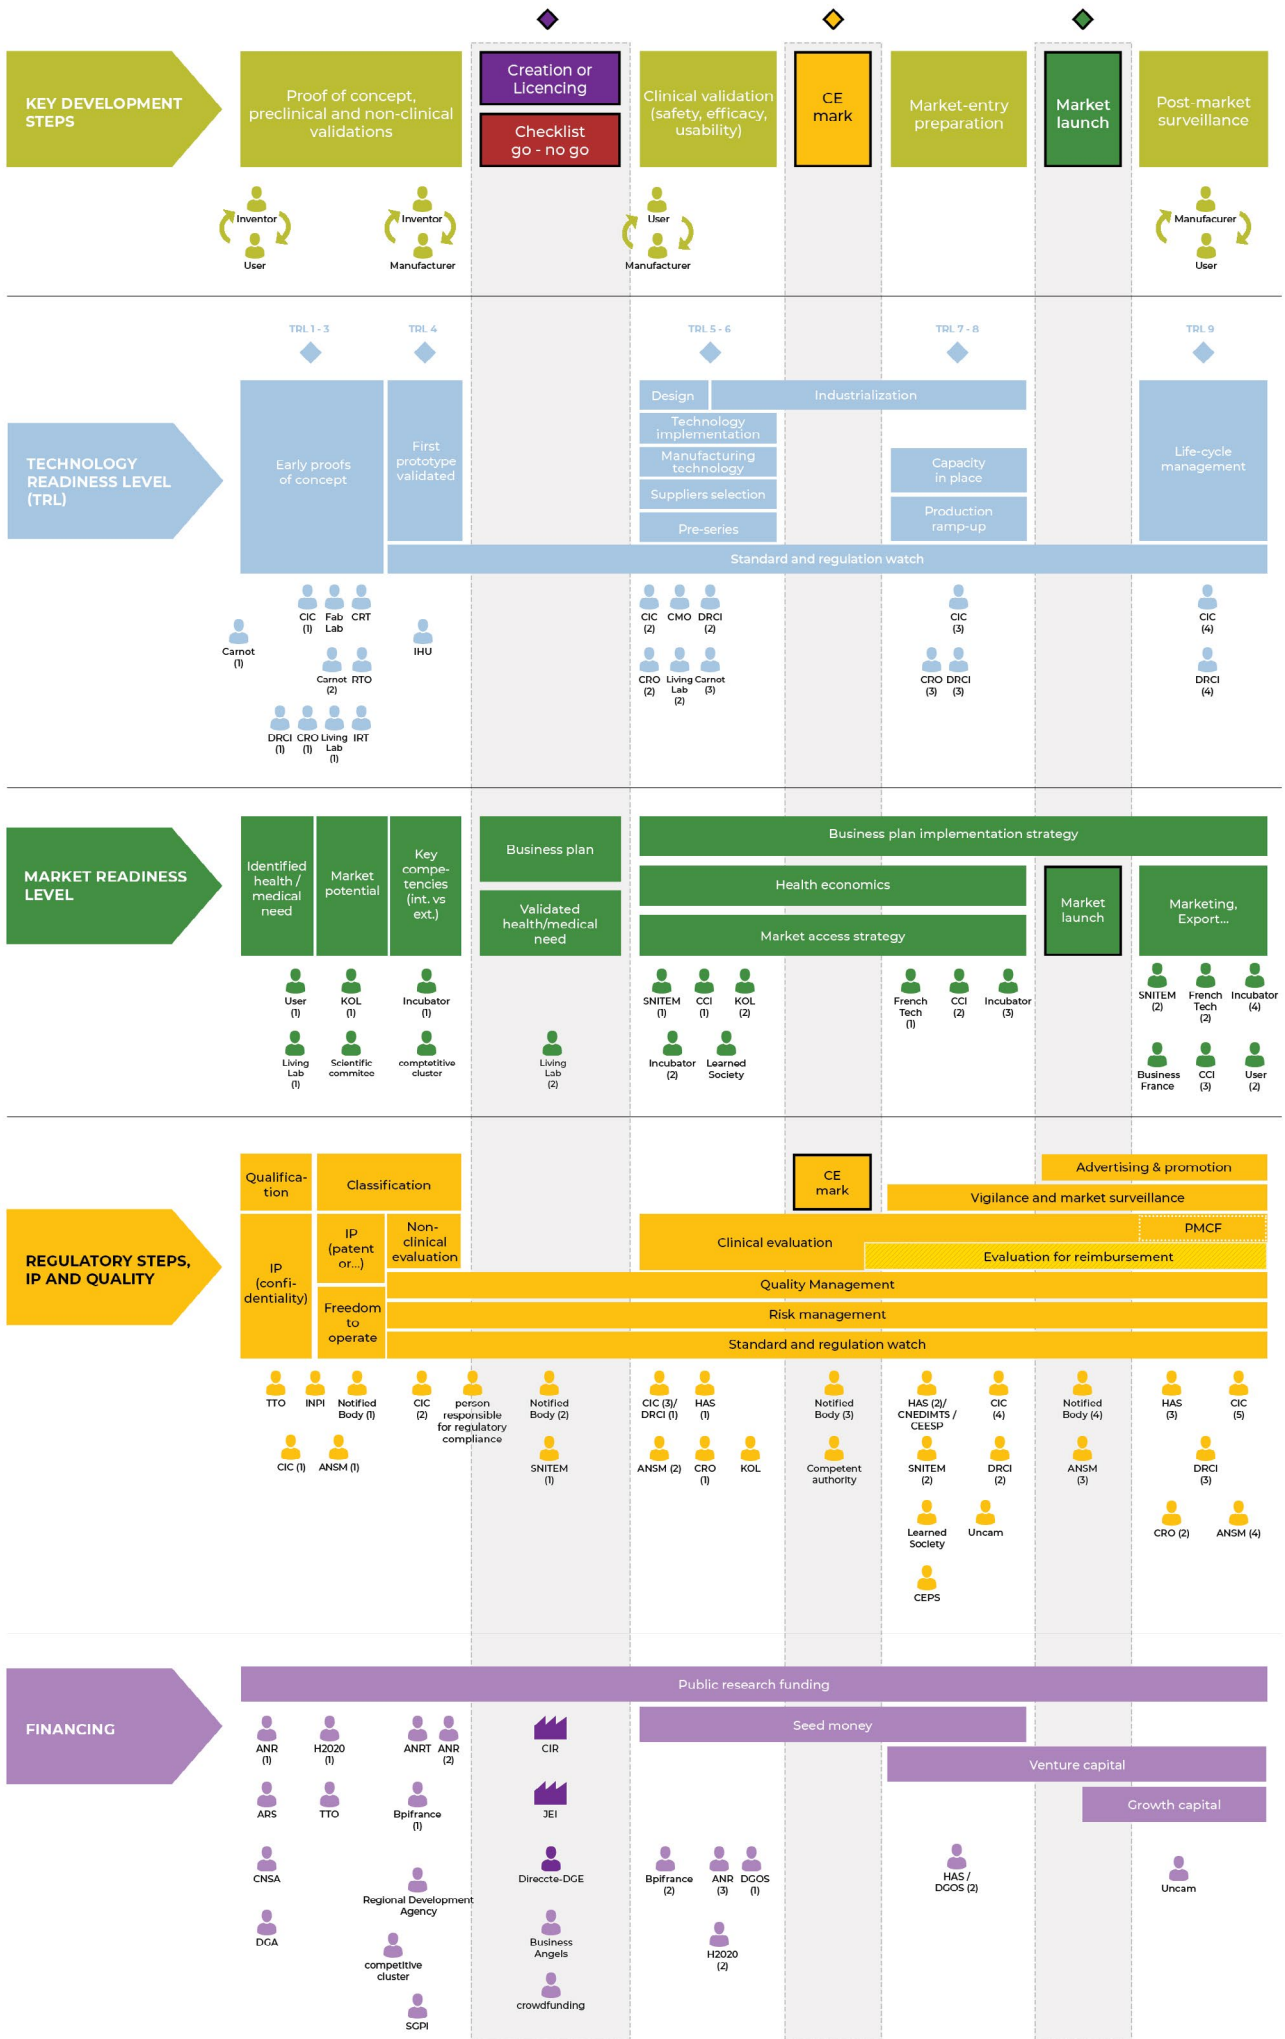 KEY DEVELOPMENT
STEPS
Proof of concept,
preclinical and non-clinical
validations
Creation or
Licencing
Checklist
go - no go
Clinical validation
(safety, efficacy,
usability)
CE
mark
Market-entry
preparation
Market
launch
Post-market
surveillance
Inventor
User
Inventor
Manufacturer
User
Manufacturer
Manufacurer
User
TRL 1 - 3
TRL 4
TRL 5 - 6
TRL 7 - 8
TRL 9
TECHNOLOGY
READINESS LEVEL
(TRL)
Early proofs
of concept
First
prototype
validated
Design
Industrialization
Technology
implementation
Manufacturing
technology
Suppliers selection
Pre-series
Capacity
in place
Production
ramp-up
Life-cycle
management
Standard and regulation watch
Carnot
(1)
CIC
(1)
Fab
Lab
CRT
Carnot
(2)
RTO
DRCI
(1)
CRO
(1)
Living
Lab
(1)
IRT
IHU
CIC
(2)
CMO
DRCI
(2)
CRO
(2)
Living
Lab
(2)
Carnot
(3)
CIC
(3)
CRO
(3)
DRCI
(3)
CIC
(4)
DRCI
(4)
MARKET READINESS
LEVEL
Identified
health /
medical
need
Market
potential
Key
compe-
tencies
(int. vs
ext.)
Business plan
Validated
health/medical
need
Business plan implementation strategy
Health economics
Market access strategy
Market
launch
Marketing,
Export...
User
(1)
KOL
(1)
Incubator
(1)
Living
Lab
(1)
Scientific
commitee
comptetitive
cluster
Living
Lab
(2)
SNITEM
(1)
CCI
(1)
KOL
(2)
Incubator
(2)
Learned
Society
French
Tech
(1)
CCI
(2)
Incubator
(3)
SNITEM
(2)
French
Tech
(2)
Incubator
(4)
Business
France
CCI
(3)
User
(2)
REGULATORY STEPS,
IP AND QUALITY
Qualifica-
tion
Classification
IP
(confi-
dentiality)
IP
(patent
or...)
Non-
clinical
evaluation
Freedom
to
operate
CE
mark
Advertising & promotion
Vigilance and market surveillance
Clinical evaluation
PMCF
Evaluation for reimbursement
Quality Management
Risk management
Standard and regulation watch
TTO
INPI
Notified
Body (1)
CIC (1)
ANSM (1)
CIC
(2)
person
responsible
for regulatory
compliance
Notified
Body (2)
SNITEM
(1)
CIC (3)/
DRCI (1)
HAS
(1)
ANSM (2)
CRO
(1)
KOL
Notified
Body (3)
Competent
authority
HAS (2)/
CNEDIMTS /
CEESP
CIC
(4)
SNITEM
(2)
DRCI
(2)
Learned
Society
Uncam
CEPS
Notified
Body (4)
ANSM
(3)
HAS
(3)
CIC
(5)
DRCI
(3)
CRO (2)
ANSM (4)
FINANCING
Public research funding
Seed money
Venture capital
Growth capital
ANR
(1)
H2020
(1)
ANRT
ANR
(2)
ARS
TTO
Bpifrance
(1)
CNSA
Regional Development
Agency
DGA
competitive
cluster
SGPI
CIR
JEI
Direccte-DGE
Business
Angels
crowdfunding
Bpifrance
(2)
ANR
(3)
DGOS
(1)
H2020
(2)
HAS /
DGOS (2)
Uncam